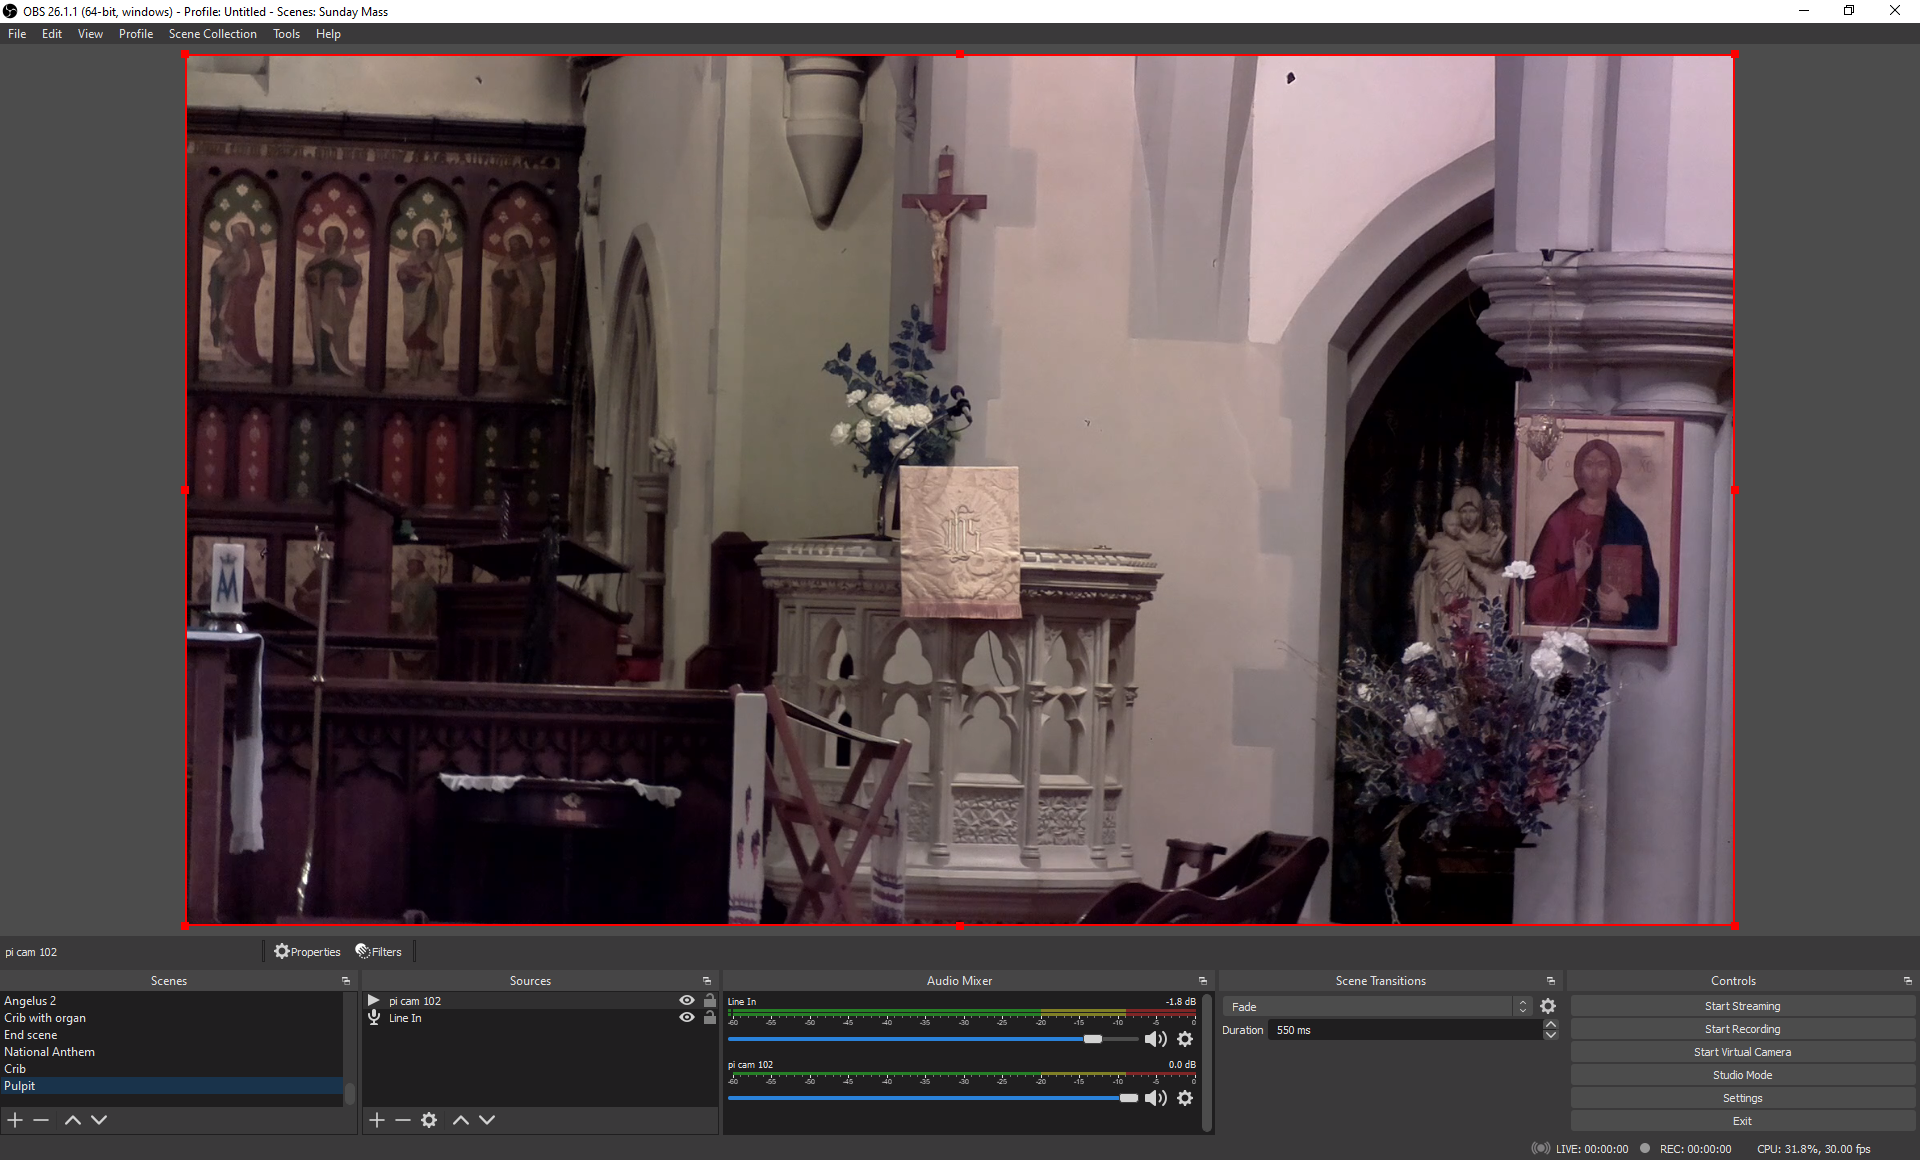 OBS 26.1.1 (64-bit, windows) - Profile: Untitled - Scenes: Sunday Mass
File Edit View Profile Scene Collection Tools Help
IHS
M
pi cam 102 Properties Filters
Scenes
Angelus 2
Crib with organ
End scene
National Anthem
Crib
Pulpit
Sources
pi cam 102
Line In
Audio Mixer
Line In -1.8 dB
-60 -55 -50 -45 -40 -35 -30 -25 -20 -15 -10 -5 0
pi cam 102 0.0 dB
-60 -55 -50 -45 -40 -35 -30 -25 -20 -15 -10 -5 0
Scene Transitions
Fade
Duration 550 ms
Controls
Start Streaming
Start Recording
Start Virtual Camera
Studio Mode
Settings
Exit
LIVE: 00:00:00 REC: 00:00:00 CPU: 31.8%, 30.00 fps